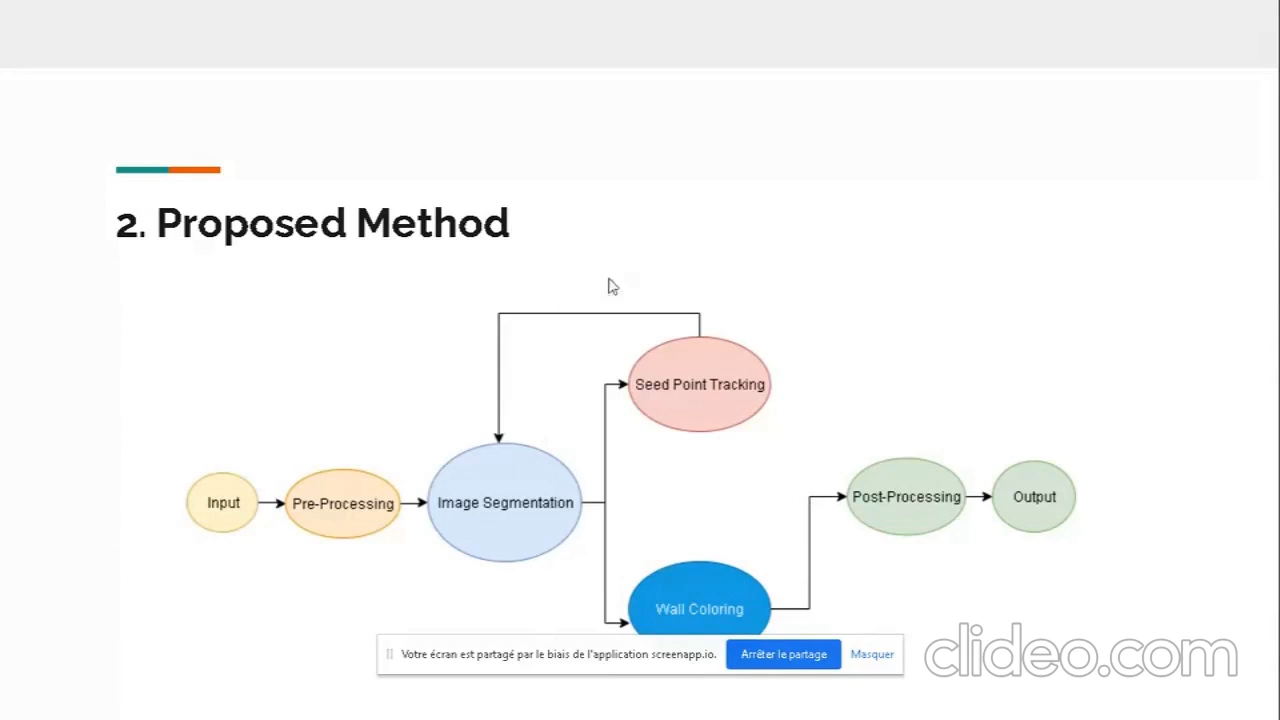 2. Proposed Method
Seed Point Tracking
Input
Pre-Processing
Image Segmentation
Post-Processing
Output
Wall Coloring
Votre écran est partagé par le biais de l'application screenapp.io.
Arrêter le partage
Masquer
clideo.com